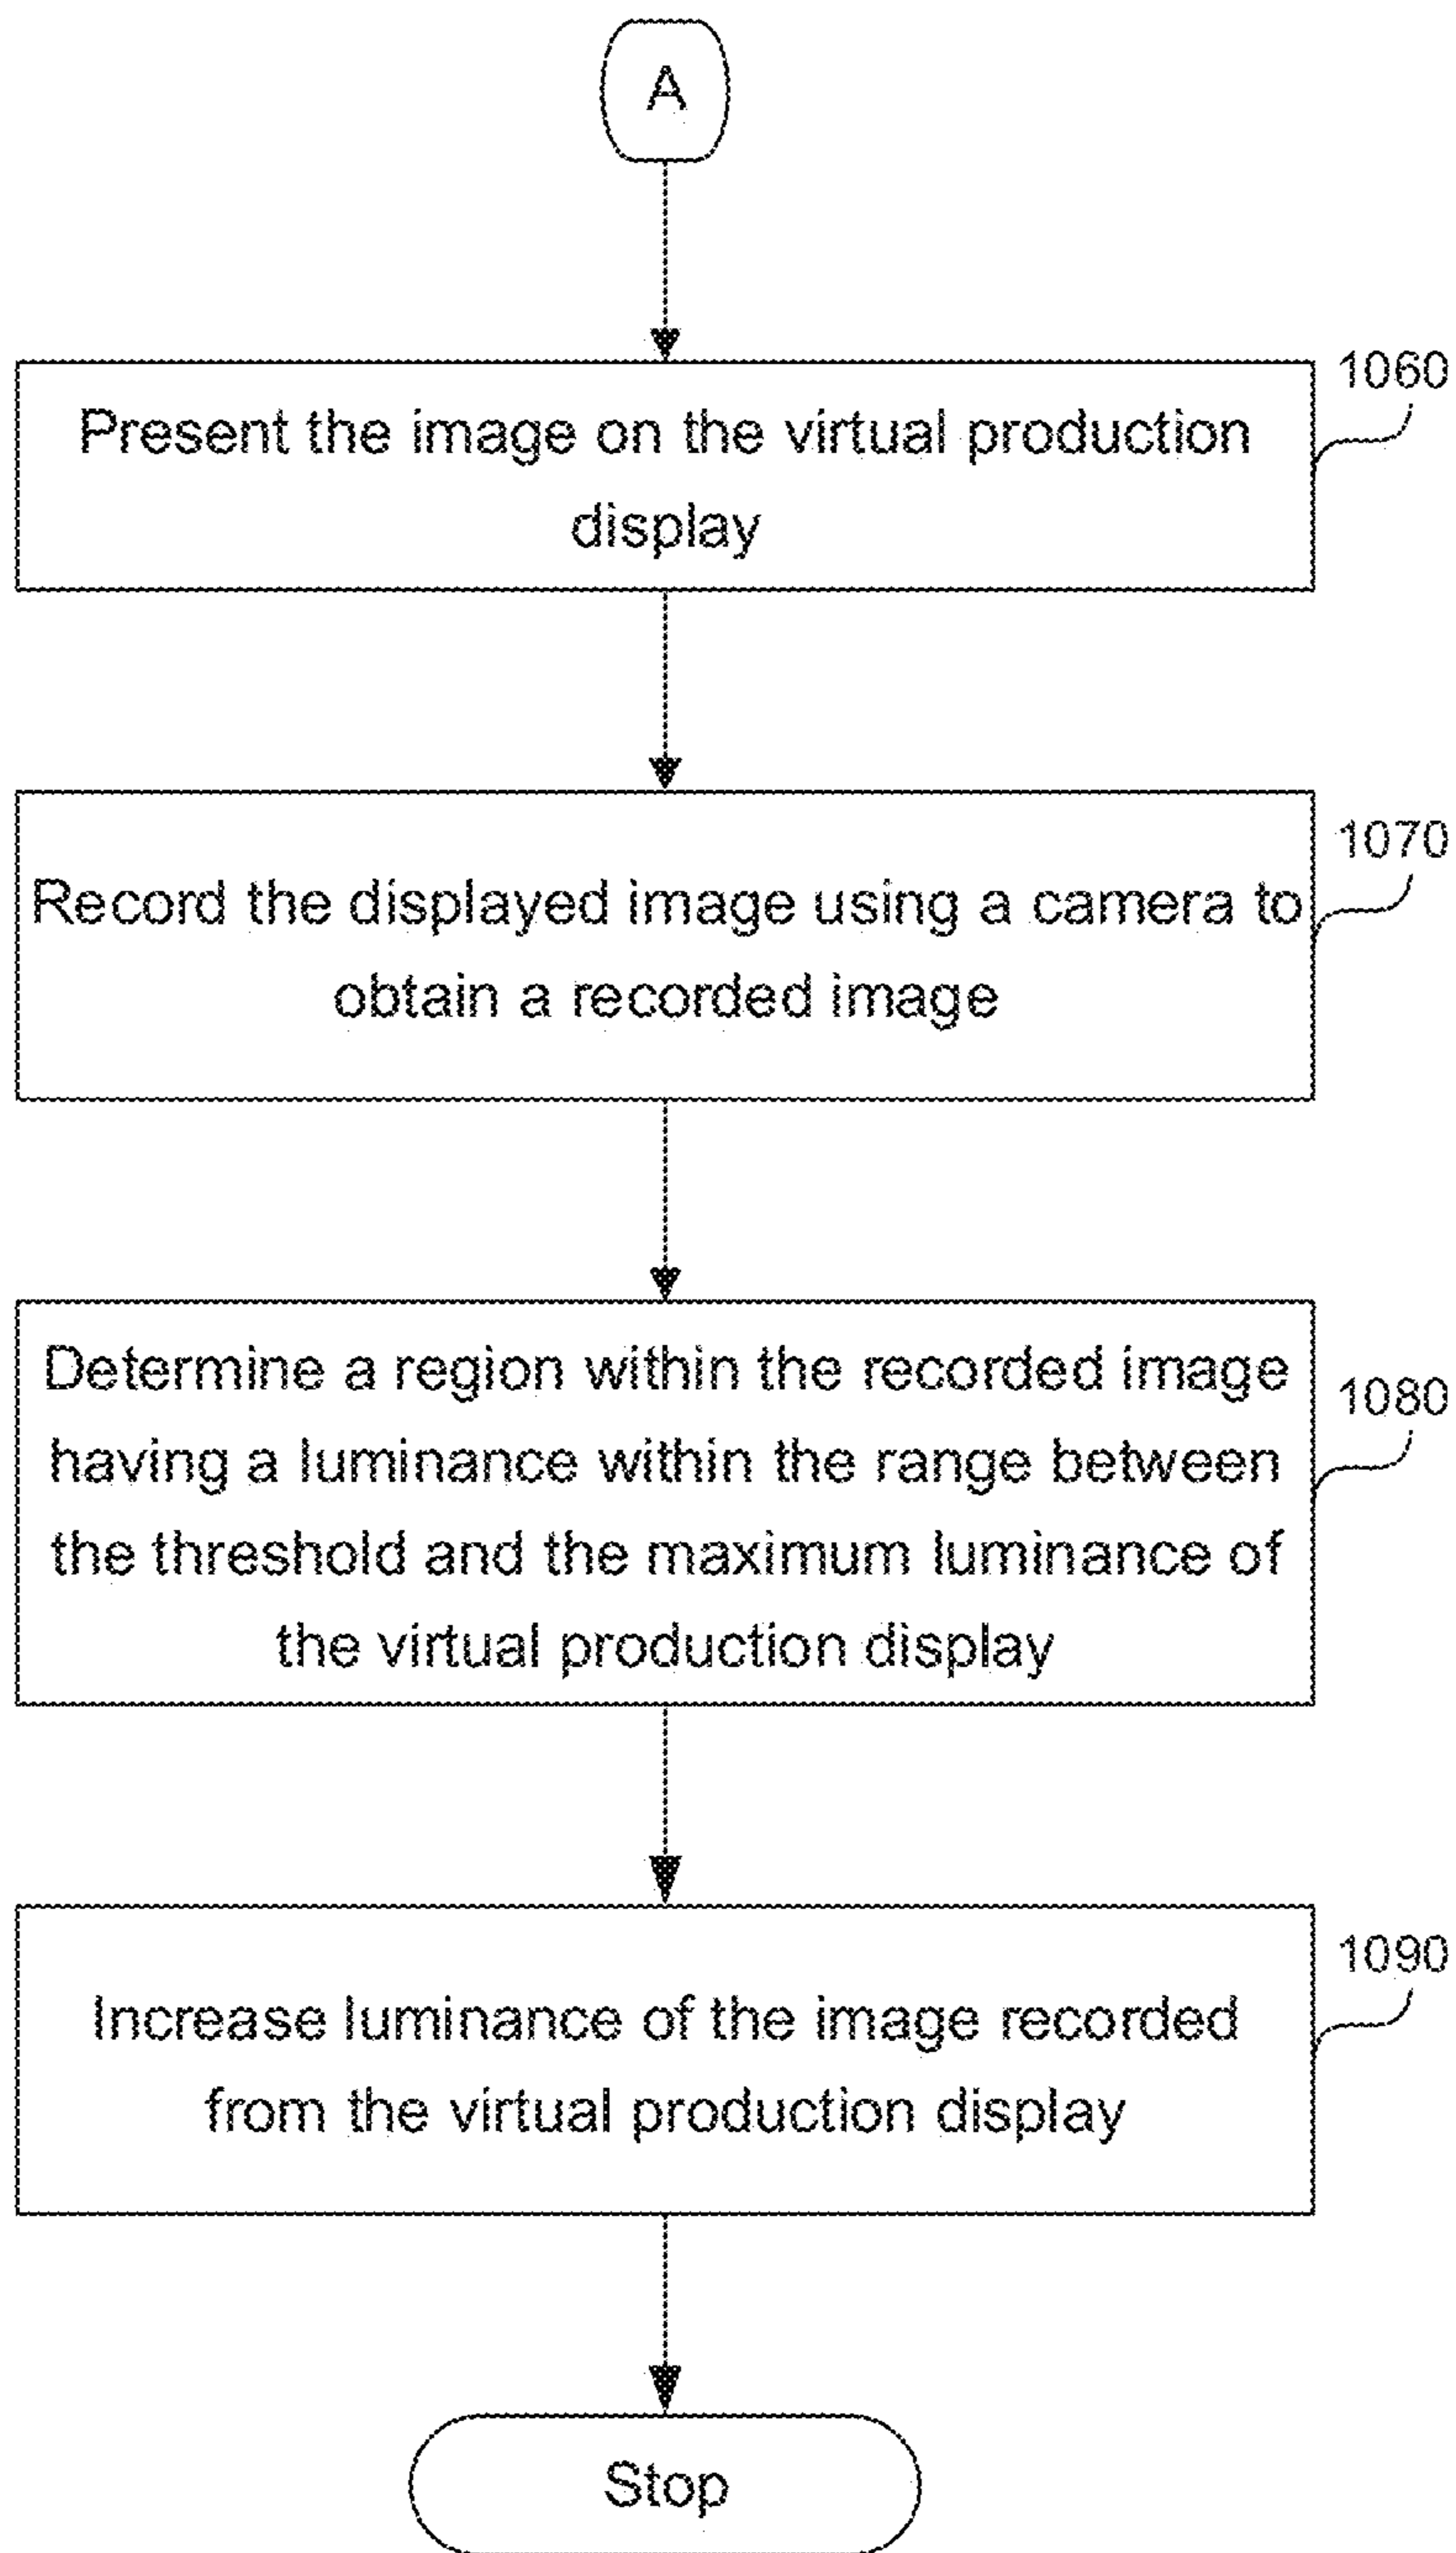 A
1060
Present the image on the virtual production
display
1070
Record the displayed image using a camera to
obtain a recorded image
1080
Determine a region within the recorded image
having a luminance within the range between
the threshold and the maximum luminance of
the virtual production display
1090
Increase luminance of the image recorded
from the virtual production display
Stop